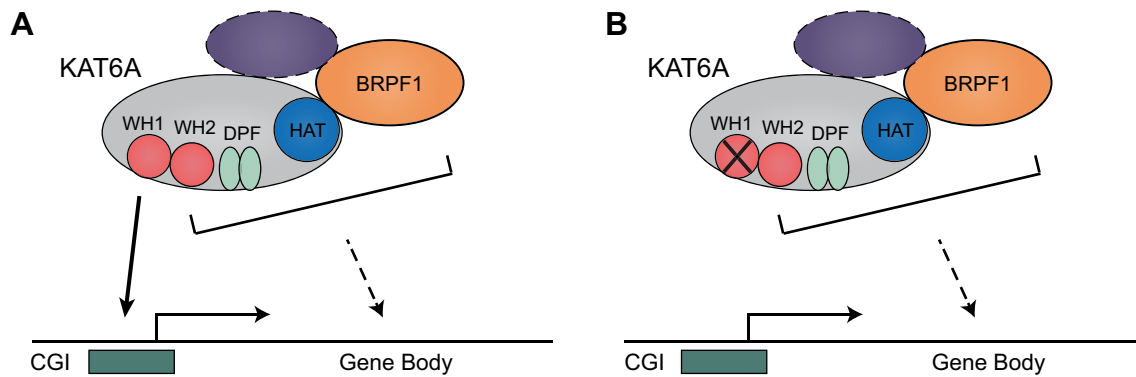 A
KAT6A
BRPF1
WH1
WH2
DPF
HAT
CGI
Gene Body
B
KAT6A
BRPF1
WH1
WH2
DPF
HAT
CGI
Gene Body